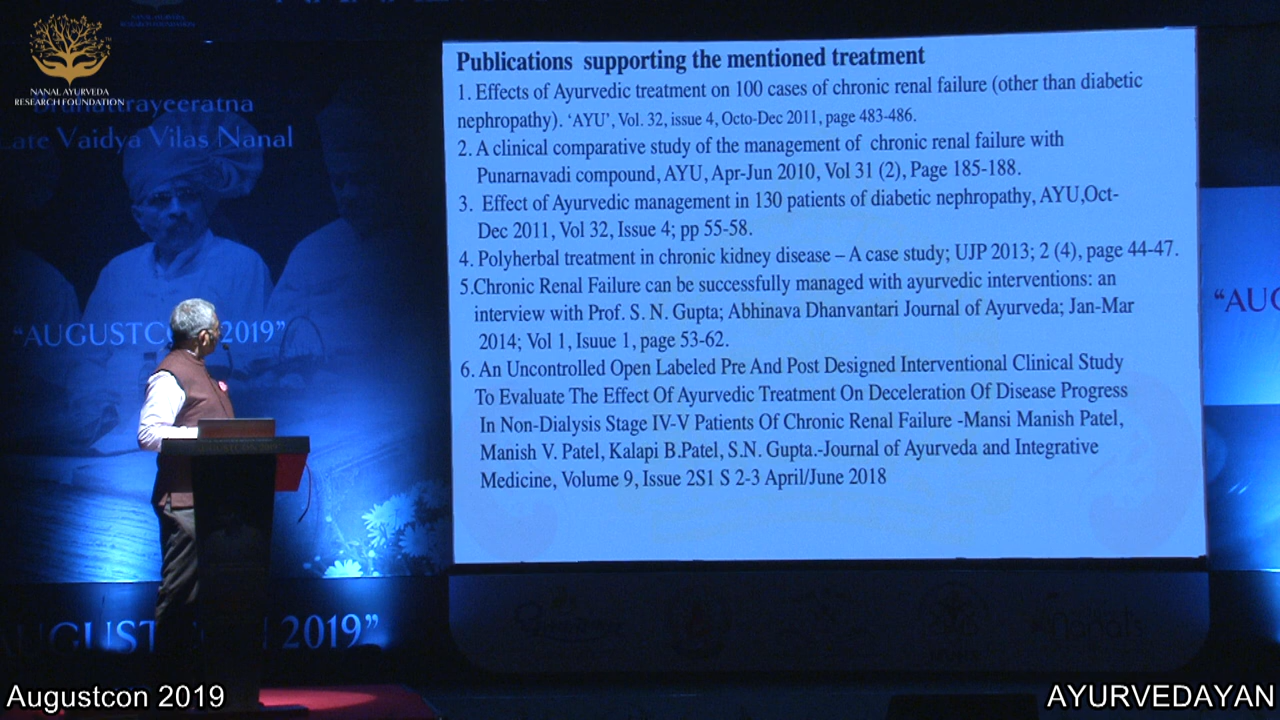 NANAL AYURVEDA
RESEARCH FOUNDATION
Late Vaidya Vilas Nanal
"AUGUSTCON 2019"
Publications supporting the mentioned treatment
1. Effects of Ayurvedic treatment on 100 cases of chronic renal failure (other than diabetic
nephropathy). 'AYU', Vol. 32, issue 4, Octo-Dec 2011, page 483-486.
2. A clinical comparative study of the management of chronic renal failure with
Punarnavadi compound, AYU, Apr-Jun 2010, Vol 31 (2), Page 185-188.
3. Effect of Ayurvedic management in 130 patients of diabetic nephropathy, AYU,Oct-
Dec 2011, Vol 32, Issue 4; pp 55-58.
4. Polyherbal treatment in chronic kidney disease – A case study; UJP 2013; 2 (4), page 44-47.
5.Chronic Renal Failure can be successfully managed with ayurvedic interventions: an
interview with Prof. S. N. Gupta; Abhinava Dhanvantari Journal of Ayurveda; Jan-Mar
2014; Vol 1, Isuue 1, page 53-62.
6. An Uncontrolled Open Labeled Pre And Post Designed Interventional Clinical Study
To Evaluate The Effect Of Ayurvedic Treatment On Deceleration Of Disease Progress
In Non-Dialysis Stage IV-V Patients Of Chronic Renal Failure -Mansi Manish Patel,
Manish V. Patel, Kalapi B.Patel, S.N. Gupta.-Journal of Ayurveda and Integrative
Medicine, Volume 9, Issue 2S1 S 2-3 April/June 2018
"AUG
2019"
Augustcon 2019
AYURVEDAYAN